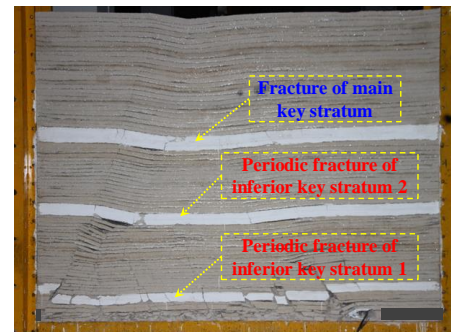 Fracture of main
key stratum
Periodic fracture of
inferior key stratum 2
Periodic fracture of
inferior key stratum 1